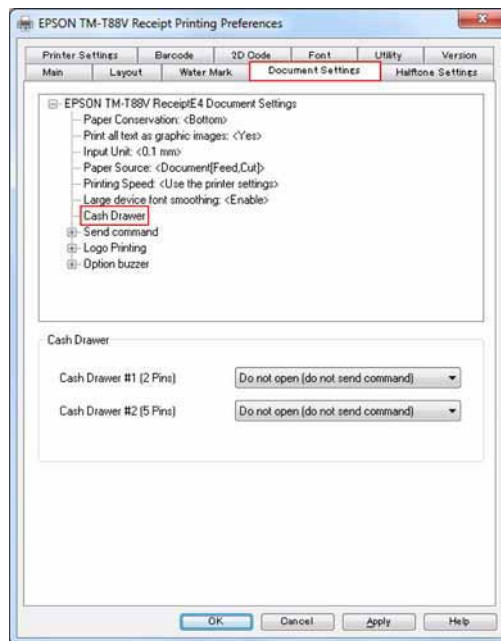 EPSON TM-T88V Receipt Printing Preferences
Printer Settings Barcode 2D Code Font Utility Version
Main Layout Water Mark Document Settings Halftone Settings
EPSON TM-T88V ReceiptE4 Document Settings
Paper Conservation: <Bottom>
Print all text as graphic images: <Yes>
Input Unit: <0.1 mm>
Paper Source: <Document[Feed,Cut]>
Printing Speed: <Use the printer settings>
Large device font smoothing: <Enable>
Cash Drawer
Send command
Logo Printing
Option buzzer
Cash Drawer
Cash Drawer #1 (2 Pins) Do not open (do not send command)
Cash Drawer #2 (5 Pins) Do not open (do not send command)
OK Cancel Apply Help